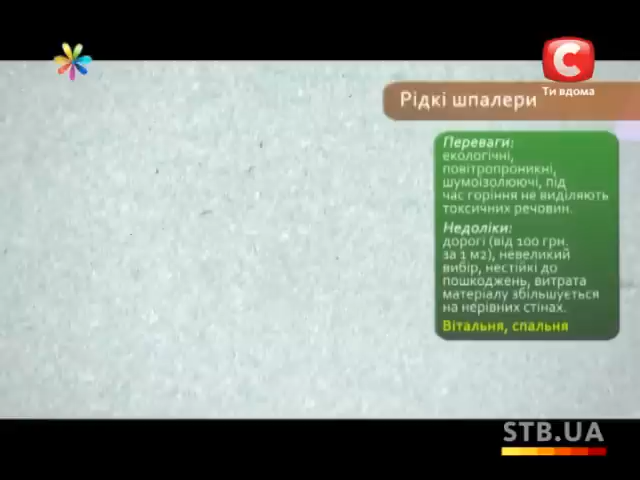 Ти вдома
Рідкі шпалери
Переваги:
екологічні,
повітропроникні,
шумоізолюючі, під
час горіння не виділяють
токсичних речовин.
Недоліки:
дорогі (від 100 грн.
за 1 м2), невеликий
вибір, нестійкі до
пошкоджень, витрата
матеріалу збільшується
на нерівних стінах.
Вітальня, спальня
STB.UA